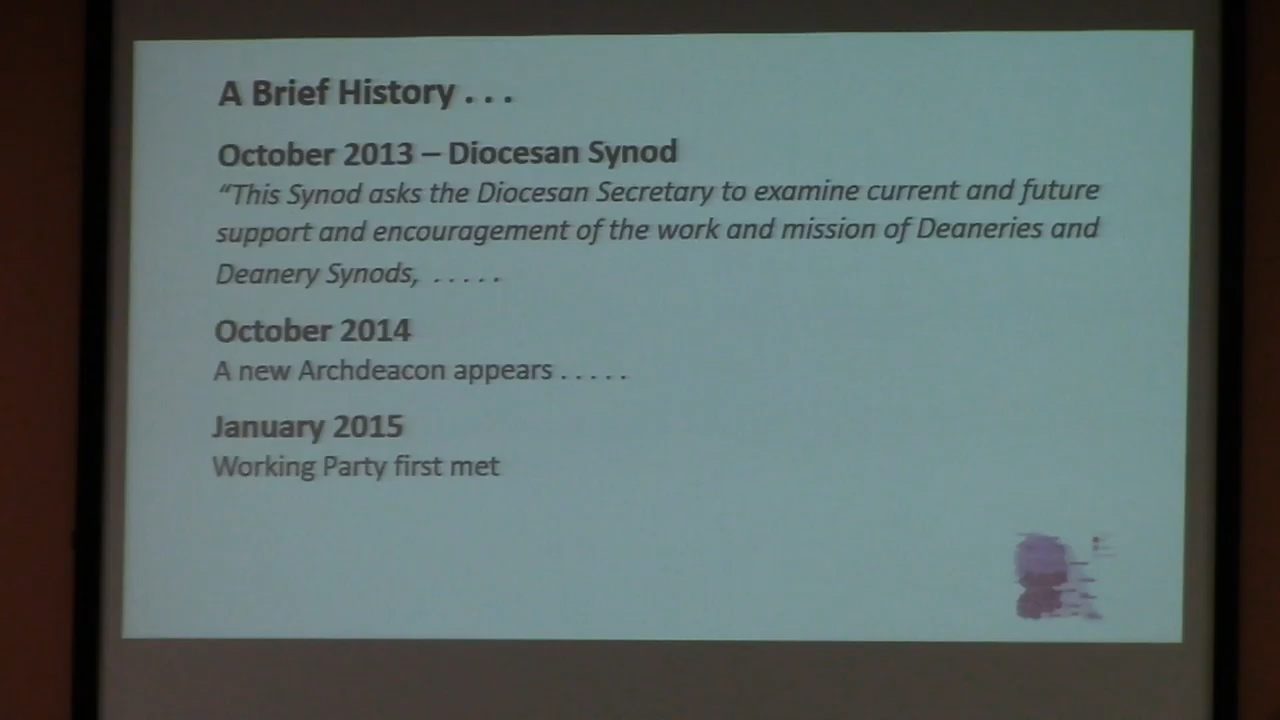 A Brief History . . .
October 2013 – Diocesan Synod
“This Synod asks the Diocesan Secretary to examine current and future
support and encouragement of the work and mission of Deaneries and
Deanery Synods, . . . . .
October 2014
A new Archdeacon appears . . . . .
January 2015
Working Party first met